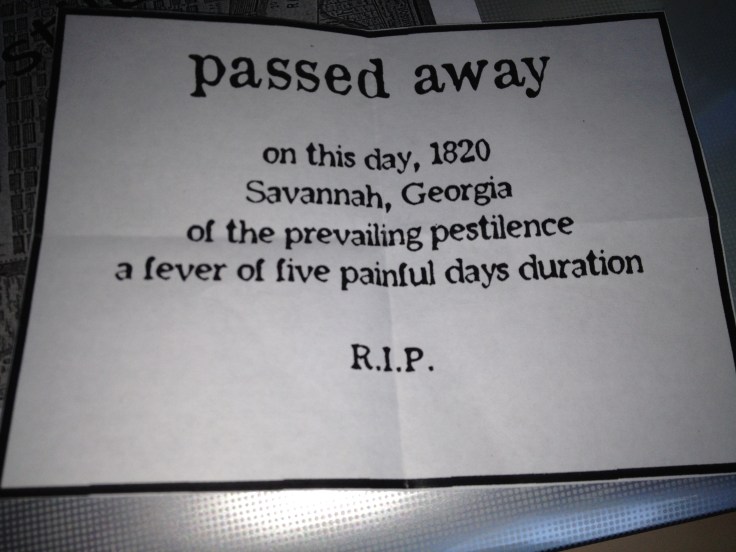 passed away
on this day, 1820
Savannah, Georgia
of the prevailing pestilence
a fever of five painful days duration
R.I.P.